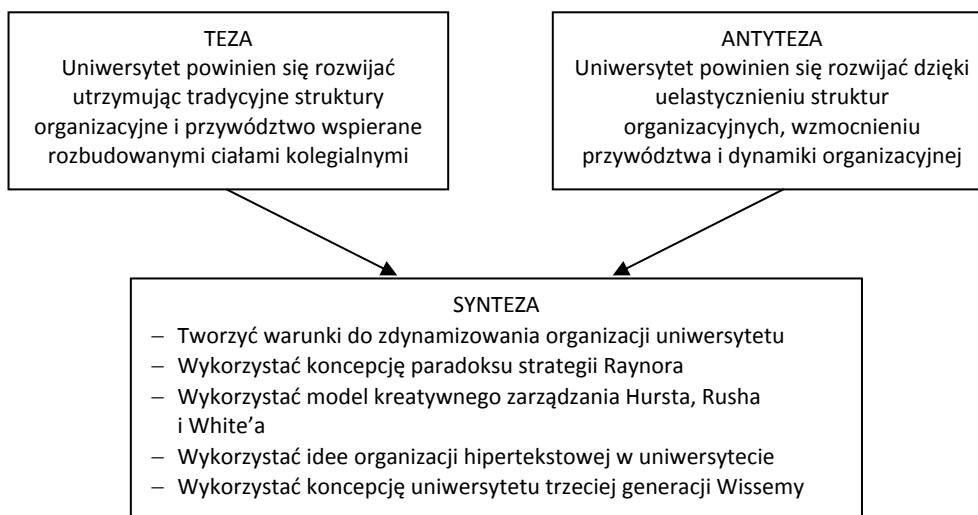 TEZA
Uniwersytet powinien się rozwijać
utrzymując tradycyjne struktury
organizacyjne i przywództwo wspierane
rozbudowanymi ciałami kolegialnymi
ANTYTEZA
Uniwersytet powinien się rozwijać dzięki
uelastycznieniu struktur
organizacyjnych, wzmocnieniu
przywództwa i dynamiki organizacyjnej
SYNTEZA
– Tworzyć warunki do zdynamizowania organizacji uniwersytetu
– Wykorzystać koncepcję paradoksu strategii Raynora
– Wykorzystać model kreatywnego zarządzania Hursta, Rusha
i White’a
– Wykorzystać idee organizacji hipertekstowej w uniwersytecie
– Wykorzystać koncepcję uniwersytetu trzeciej generacji Wissemy